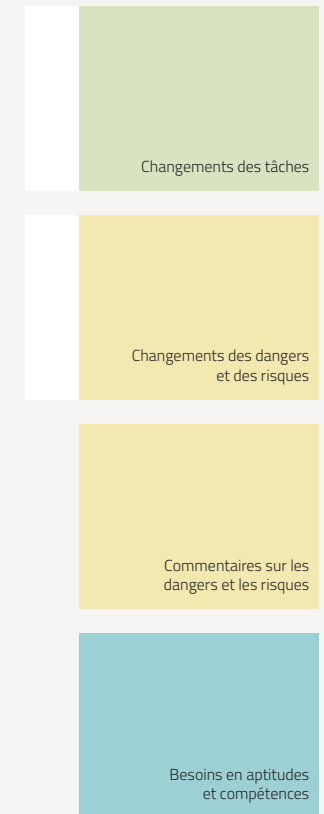 Changements des tâches
Changements des dangers
et des risques
Commentaires sur les
dangers et les risques
Besoins en aptitudes
et compétences